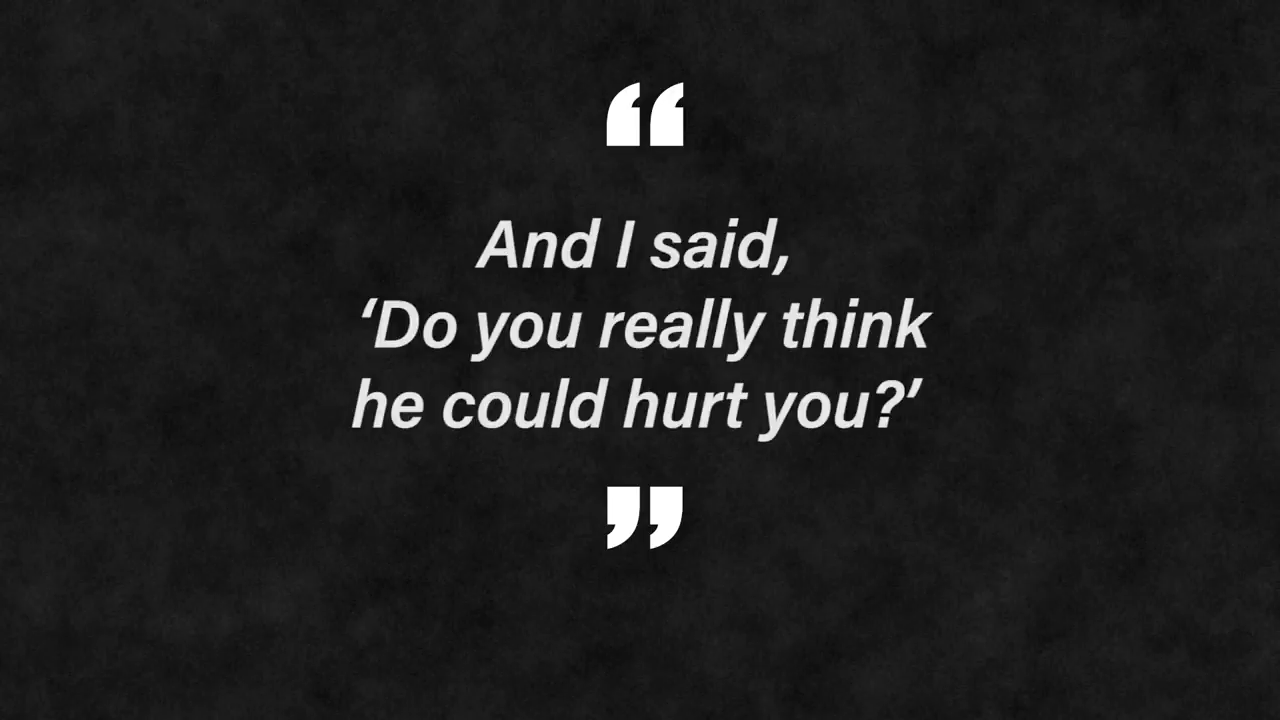 “
And I said,
‘Do you really think
he could hurt you?’
”